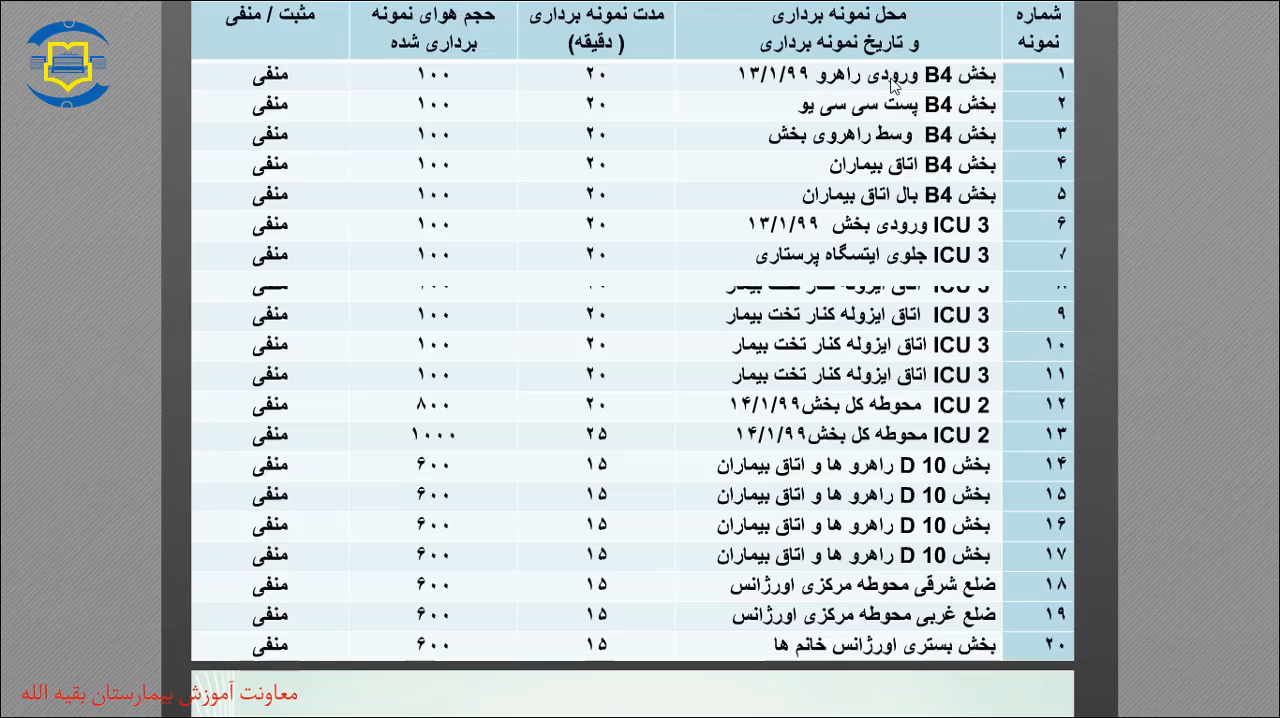 شماره نمونه | محل نمونه برداری و تاریخ نمونه برداری | مدت نمونه برداری ( دقیقه) | حجم هوای نمونه برداری شده | مثبت / منفی
۱ | بخش B4 ورودی راهرو ۱۳/۱/۹۹ | ۲۰ | ۱۰۰ | منفی
۲ | بخش B4 پست سی سی یو | ۲۰ | ۱۰۰ | منفی
۳ | بخش B4 وسط راهروی بخش | ۲۰ | ۱۰۰ | منفی
۴ | بخش B4 اتاق بیماران | ۲۰ | ۱۰۰ | منفی
۵ | بخش B4 بال اتاق بیماران | ۲۰ | ۱۰۰ | منفی
۶ | ICU 3 ورودی بخش ۱۳/۱/۹۹ | ۲۰ | ۱۰۰ | منفی
۷ | ICU 3 جلوی ایتسگاه پرستاری | ۲۰ | ۱۰۰ | منفی
۹ | ICU 3 اتاق ایزوله کنار تخت بیمار | ۲۰ | ۱۰۰ | منفی
۱۰ | ICU 3 اتاق ایزوله کنار تخت بیمار | ۲۰ | ۱۰۰ | منفی
۱۱ | ICU 3 اتاق ایزوله کنار تخت بیمار | ۲۰ | ۱۰۰ | منفی
۱۲ | ICU 2 محوطه کل بخش۱۴/۱/۹۹ | ۲۰ | ۸۰۰ | منفی
۱۳ | ICU 2 محوطه کل بخش۱۴/۱/۹۹ | ۲۵ | ۱۰۰۰ | منفی
۱۴ | بخش D 10 راهرو ها و اتاق بیماران | ۱۵ | ۶۰۰ | منفی
۱۵ | بخش D 10 راهرو ها و اتاق بیماران | ۱۵ | ۶۰۰ | منفی
۱۶ | بخش D 10 راهرو ها و اتاق بیماران | ۱۵ | ۶۰۰ | منفی
۱۷ | بخش D 10 راهرو ها و اتاق بیماران | ۱۵ | ۶۰۰ | منفی
۱۸ | ضلع شرقی محوطه مرکزی اورژانس | ۱۵ | ۶۰۰ | منفی
۱۹ | ضلع غربی محوطه مرکزی اورژانس | ۱۵ | ۶۰۰ | منفی
۲۰ | بخش بستری اورژانس خانم ها | ۱۵ | ۶۰۰ | منفی
معاونت آموزش بیمارستان بقیه الله